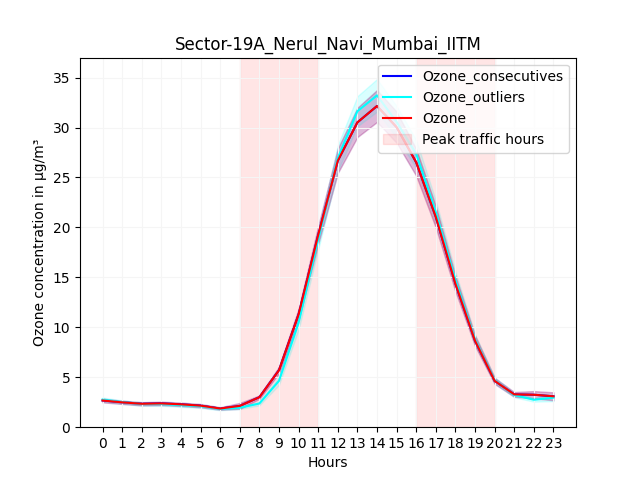 Sector-19A_Nerul_Navi_Mumbai_IITM
Ozone concentration in µg/m³
35
30
25
20
15
10
5
0
Ozone_consecutives
Ozone_outliers
Ozone
Peak traffic hours
0 1 2 3 4 5 6 7 8 9 10 11 12 13 14 15 16 17 18 19 20 21 22 23
Hours